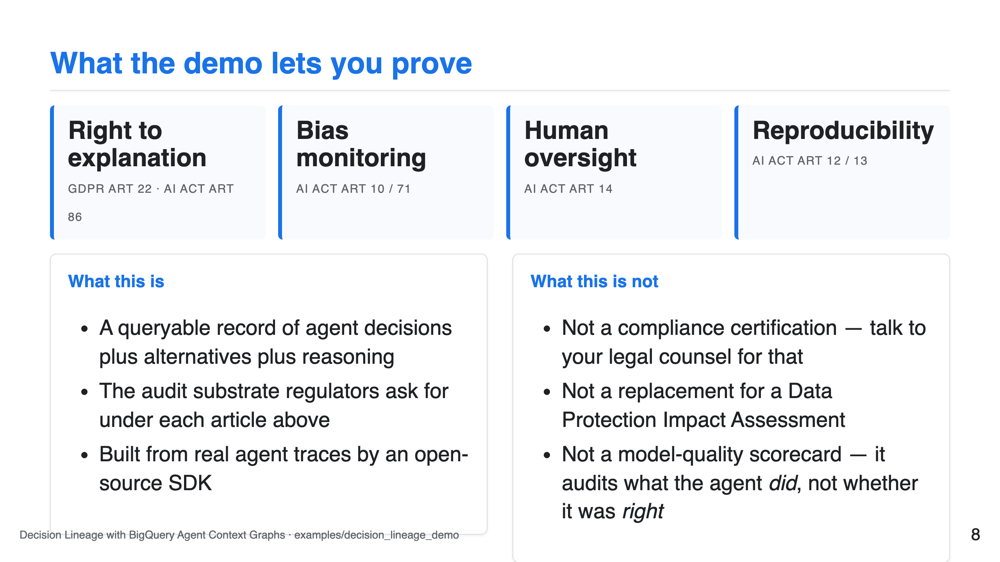 What the demo lets you prove
Right to
explanation
GDPR ART 22 · AI ACT ART
86
Bias
monitoring
AI ACT ART 10 / 71
Human
oversight
AI ACT ART 14
Reproducibility
AI ACT ART 12 / 13
What this is
• A queryable record of agent decisions
plus alternatives plus reasoning
• The audit substrate regulators ask for
under each article above
• Built from real agent traces by an open-
source SDK
What this is not
• Not a compliance certification — talk to
your legal counsel for that
• Not a replacement for a Data
Protection Impact Assessment
• Not a model-quality scorecard — it
audits what the agent did, not whether
it was right
Decision Lineage with BigQuery Agent Context Graphs · examples/decision_lineage_demo
8